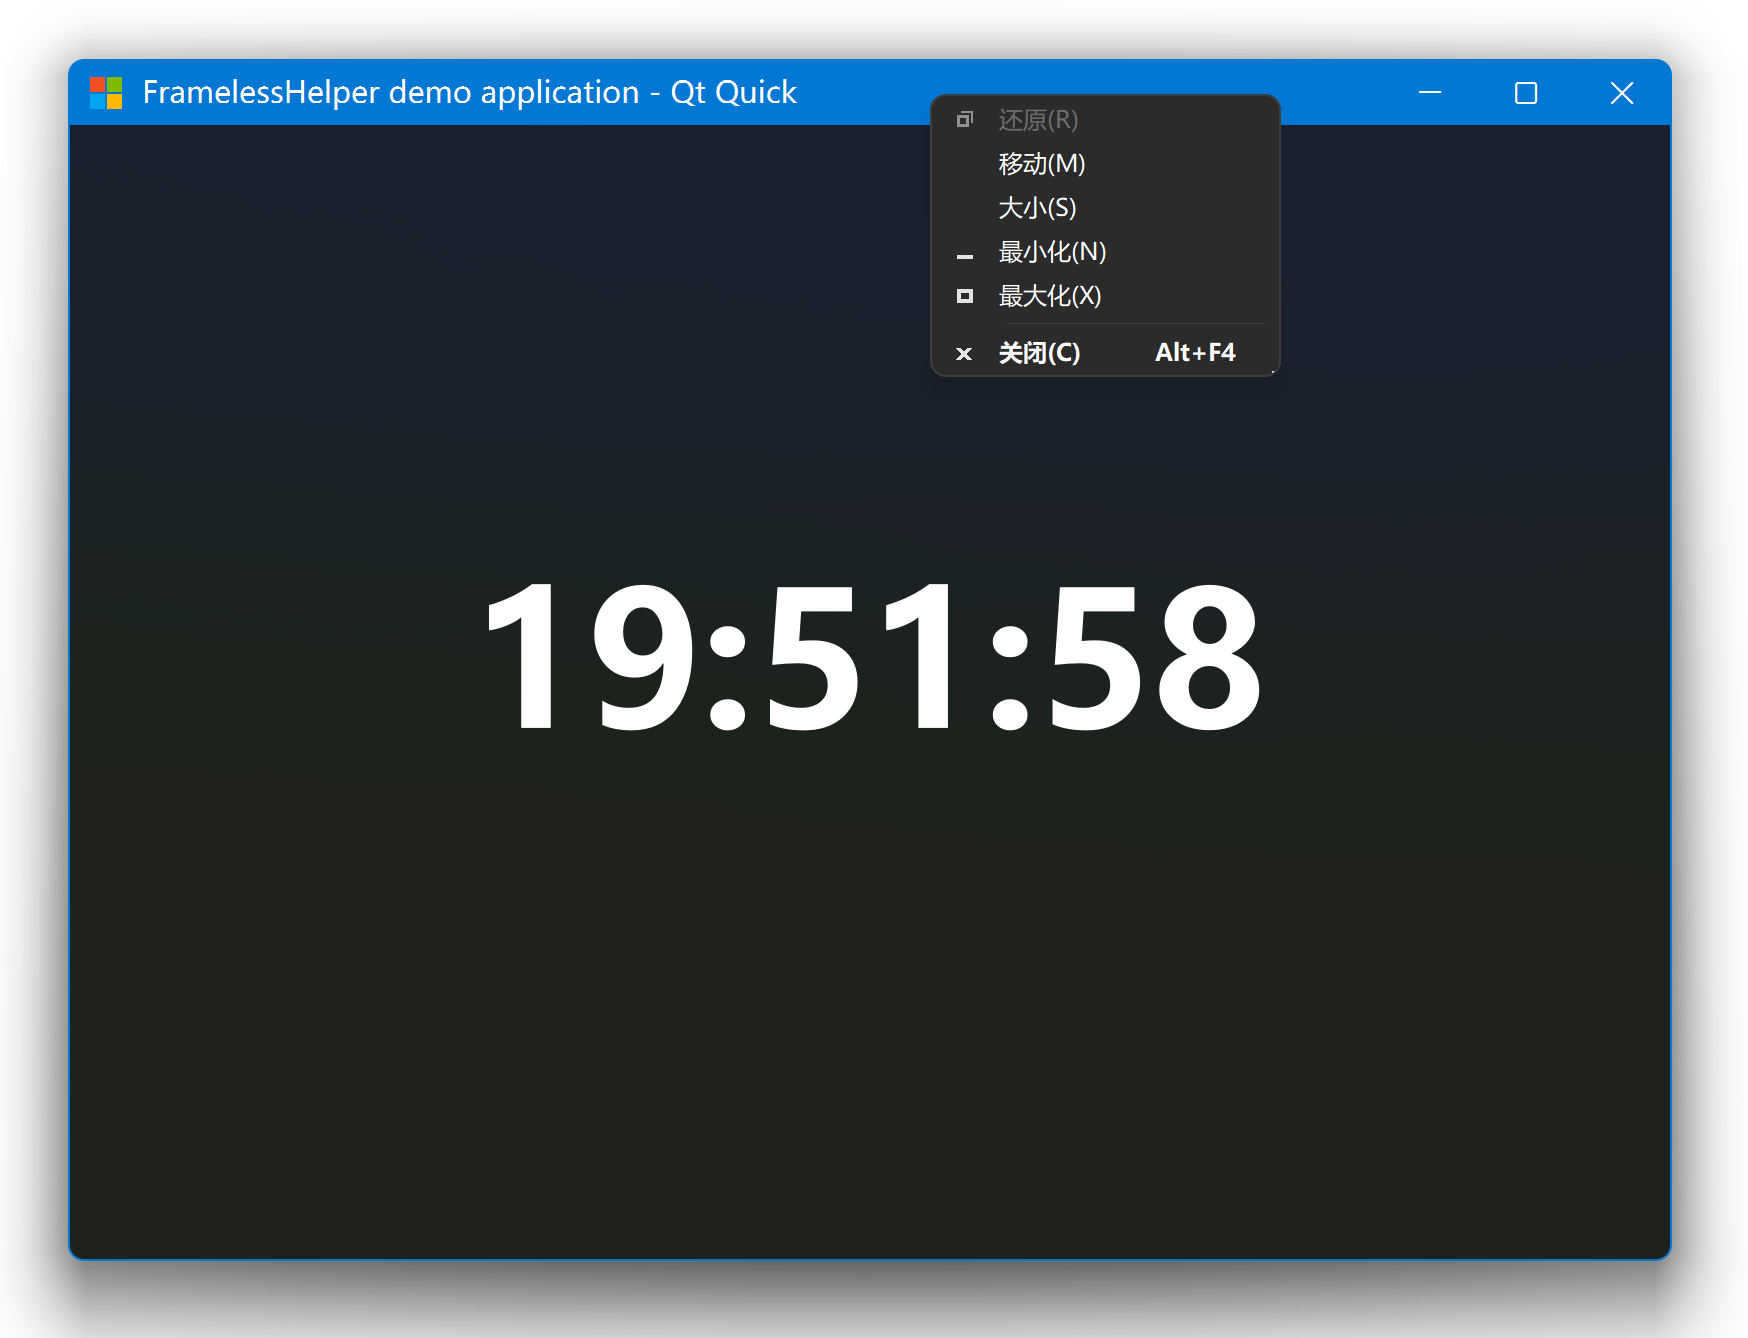 FramelessHelper demo application - Qt Quick
还原(R)
移动(M)
大小(S)
最小化(N)
最大化(X)
关闭(C) Alt+F4
19:51:58